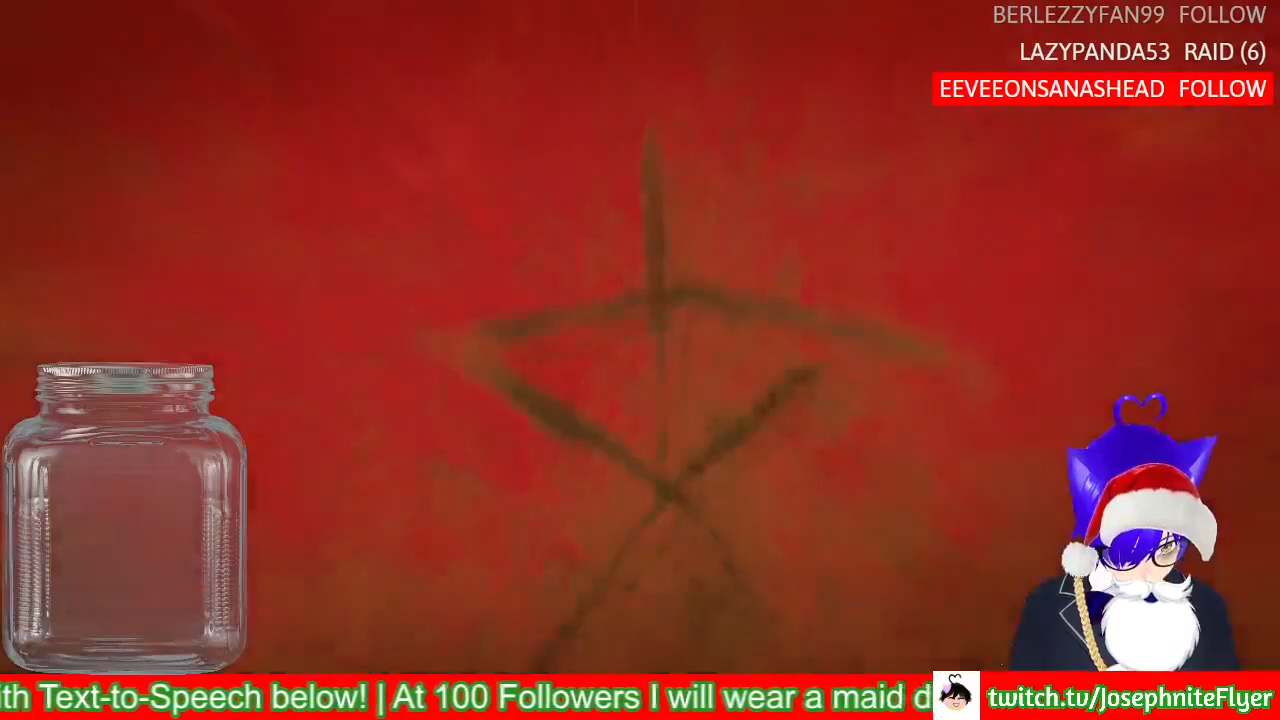 BERLEZZYFAN99 FOLLOW
LAZYPANDA53 RAID (6)
EEVEEONSANASHEAD FOLLOW
ith Text-to-Speech below! | At 100 Followers I will wear a maid d
twitch.tv/JosephniteFlyer